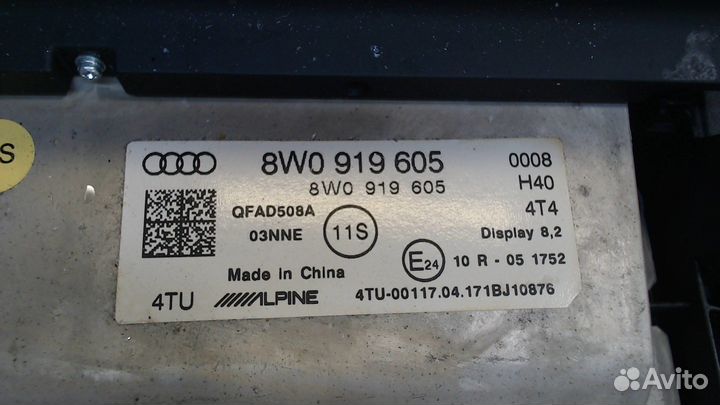 S
8W0 919 605
0008
8W0 919 605
H40
QFAD508A
4T4
03NNE
11S
Display 8,2
E24
10 R - 05 1752
Made in China
4TU
ALPINE
4TU-00117.04.171BJ10876
Avito